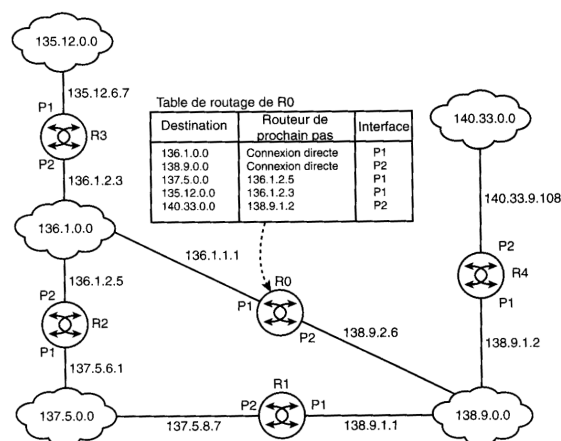 135.12.0.0
135.12.6.7
P1
R3
P2
136.1.2.3
Table de routage de R0
Destination Routeur de prochain pas Interface
136.1.0.0 Connexion directe P1
138.9.0.0 Connexion directe P2
137.5.0.0 136.1.2.5 P1
135.12.0.0 136.1.2.3 P1
140.33.0.0 138.9.1.2 P2
140.33.0.0
140.33.9.108
136.1.0.0
136.1.1.1
136.1.2.5
P2
R2
P1
137.5.6.1
R0
P1
P2
138.9.2.6
P2
R4
P1
138.9.1.2
137.5.0.0
137.5.8.7
P2
R1
P1
138.9.1.1
138.9.0.0